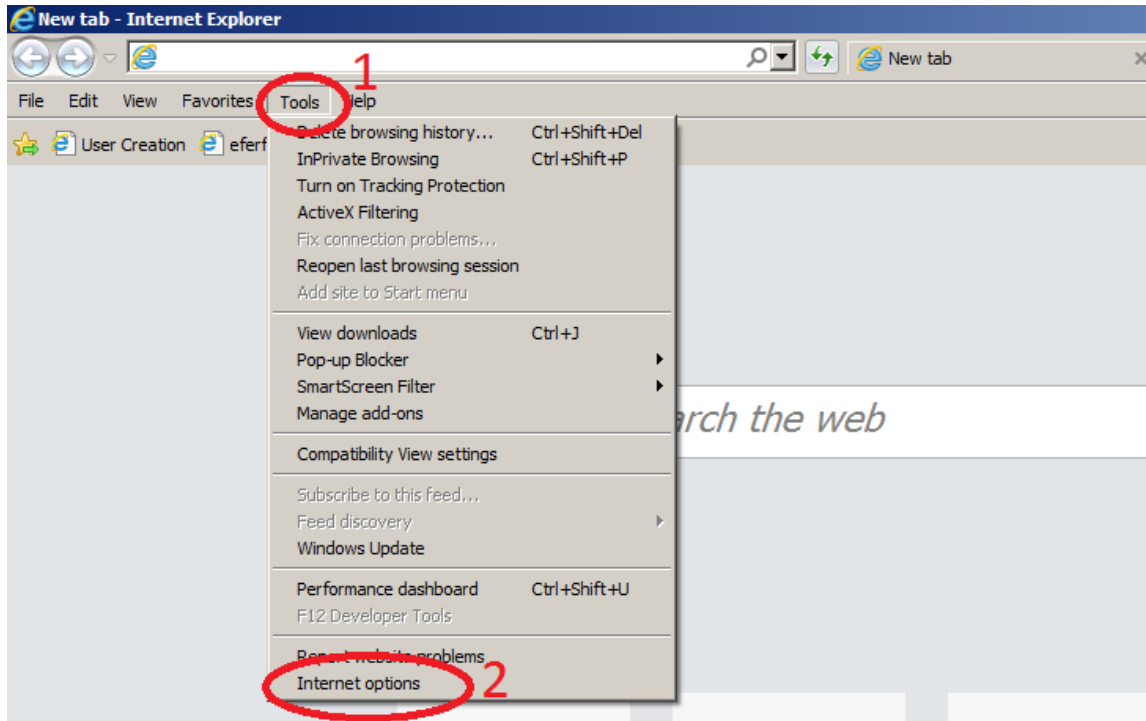 New tab - Internet Explorer
New tab
1
File Edit View Favorites Tools Help
User Creation eferf
Delete browsing history... Ctrl+Shift+Del
InPrivate Browsing Ctrl+Shift+P
Turn on Tracking Protection
ActiveX Filtering
Fix connection problems...
Reopen last browsing session
Add site to Start menu
View downloads Ctrl+J
Pop-up Blocker
SmartScreen Filter
Manage add-ons
arch the web
Compatibility View settings
Subscribe to this feed...
Feed discovery
Windows Update
Performance dashboard Ctrl+Shift+U
F12 Developer Tools
Report website problems
Internet options 2